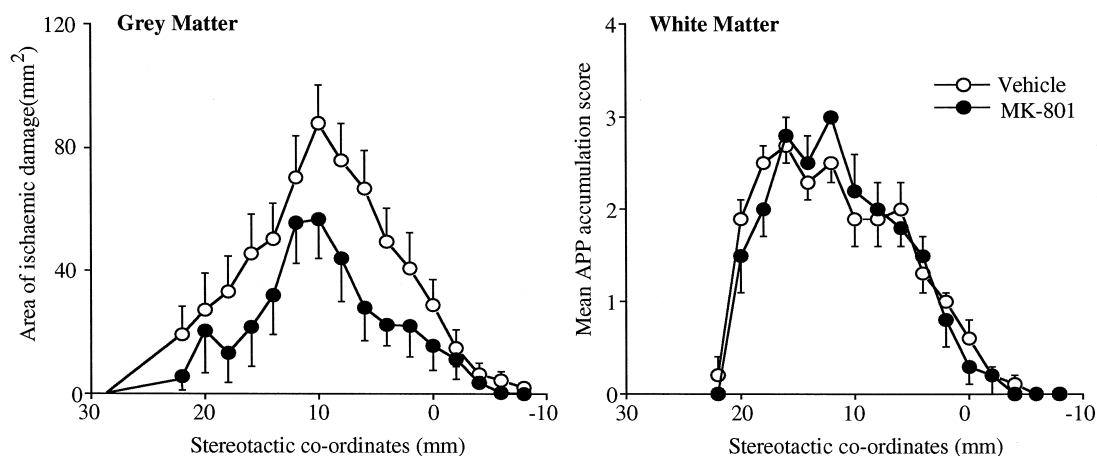 Grey Matter
120
80
40
0
Area of ischaemic damage(mm2)
30 20 10 0 -10
Stereotactic co-ordinates (mm)
White Matter
4
3
2
1
0
Mean APP accumulation score
Vehicle
MK-801
30 20 10 0 -10
Stereotactic co-ordinates (mm)